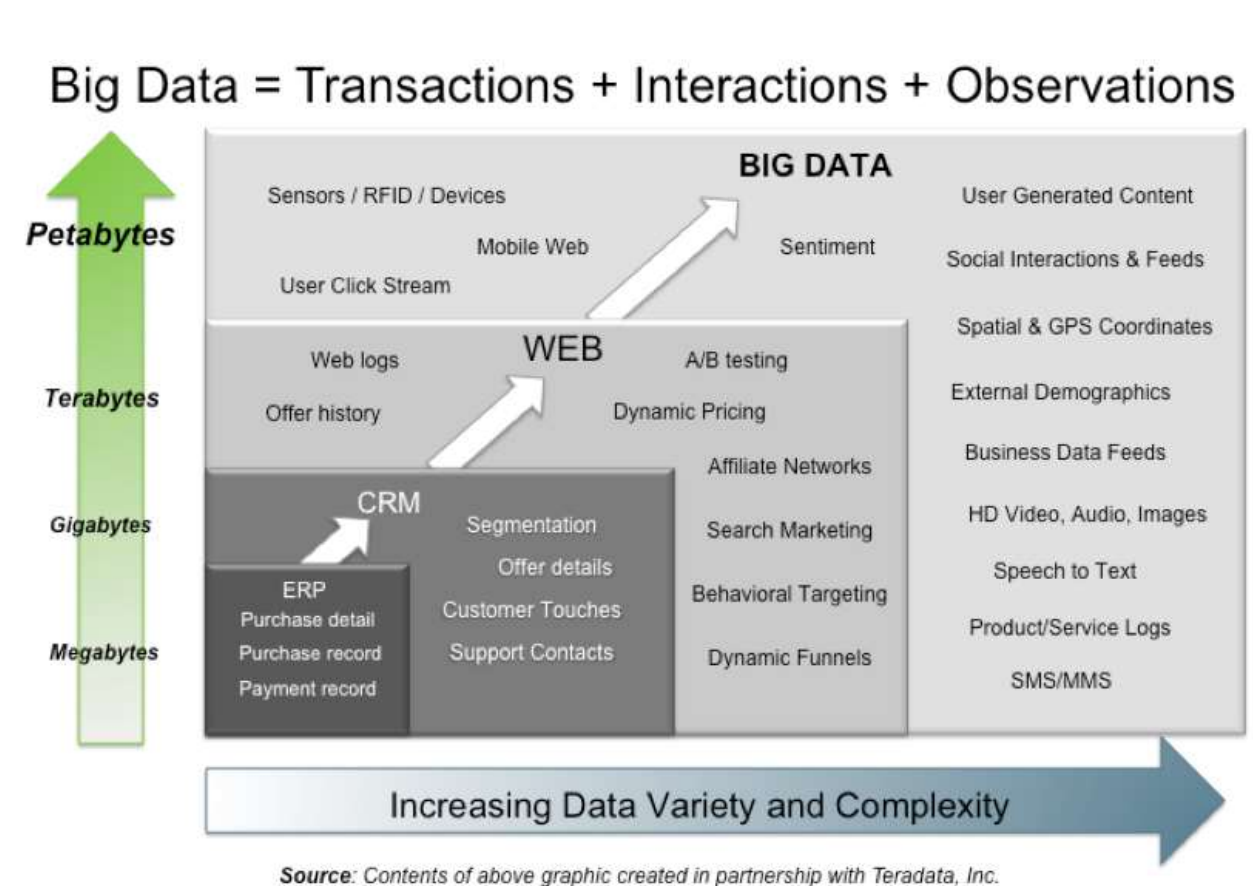 Big Data = Transactions + Interactions + Observations
BIG DATA
Sensors / RFID / Devices
User Generated Content
Petabytes
Mobile Web
Sentiment
Social Interactions & Feeds
User Click Stream
Spatial & GPS Coordinates
WEB
Web logs
A/B testing
Terabytes
External Demographics
Offer history
Dynamic Pricing
Business Data Feeds
Affiliate Networks
CRM
Gigabytes
Segmentation
Search Marketing
HD Video, Audio, Images
Offer details
Speech to Text
ERP
Behavioral Targeting
Purchase detail
Customer Touches
Product/Service Logs
Megabytes
Purchase record
Support Contacts
Dynamic Funnels
SMS/MMS
Payment record
Increasing Data Variety and Complexity
Source: Contents of above graphic created in partnership with Teradata, Inc.